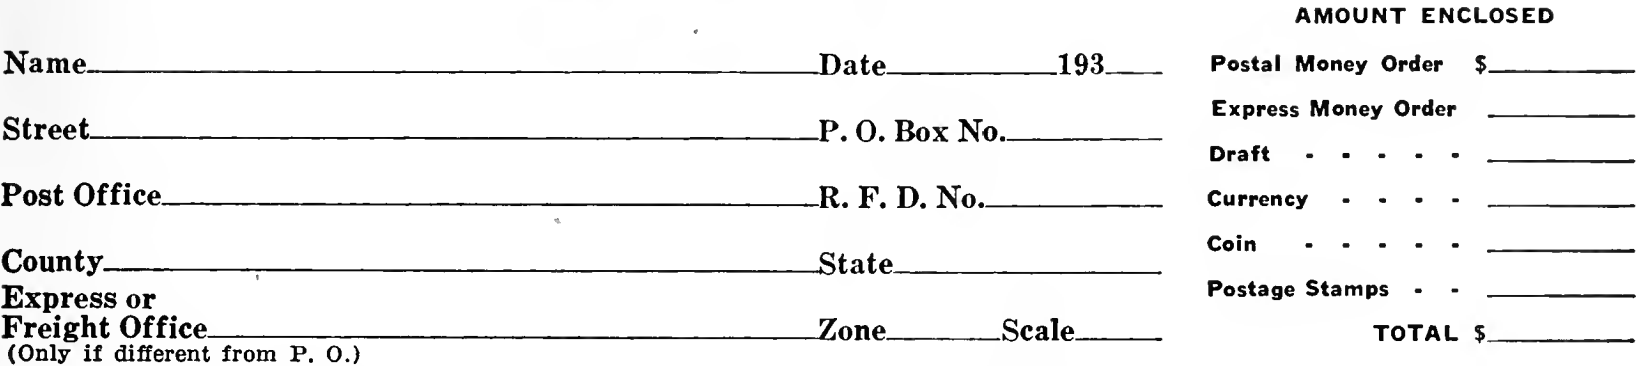 Name Date 193
Street P. O. Box No.
Post Office R. F. D. No.
County State
Express or
Freight Office Zone Scale
(Only if different from P. O.)
AMOUNT ENCLOSED
Postal Money Order $
Express Money Order
Draft - - - - -
Currency - - - -
Coin - - - - -
Postage Stamps - -
TOTAL $